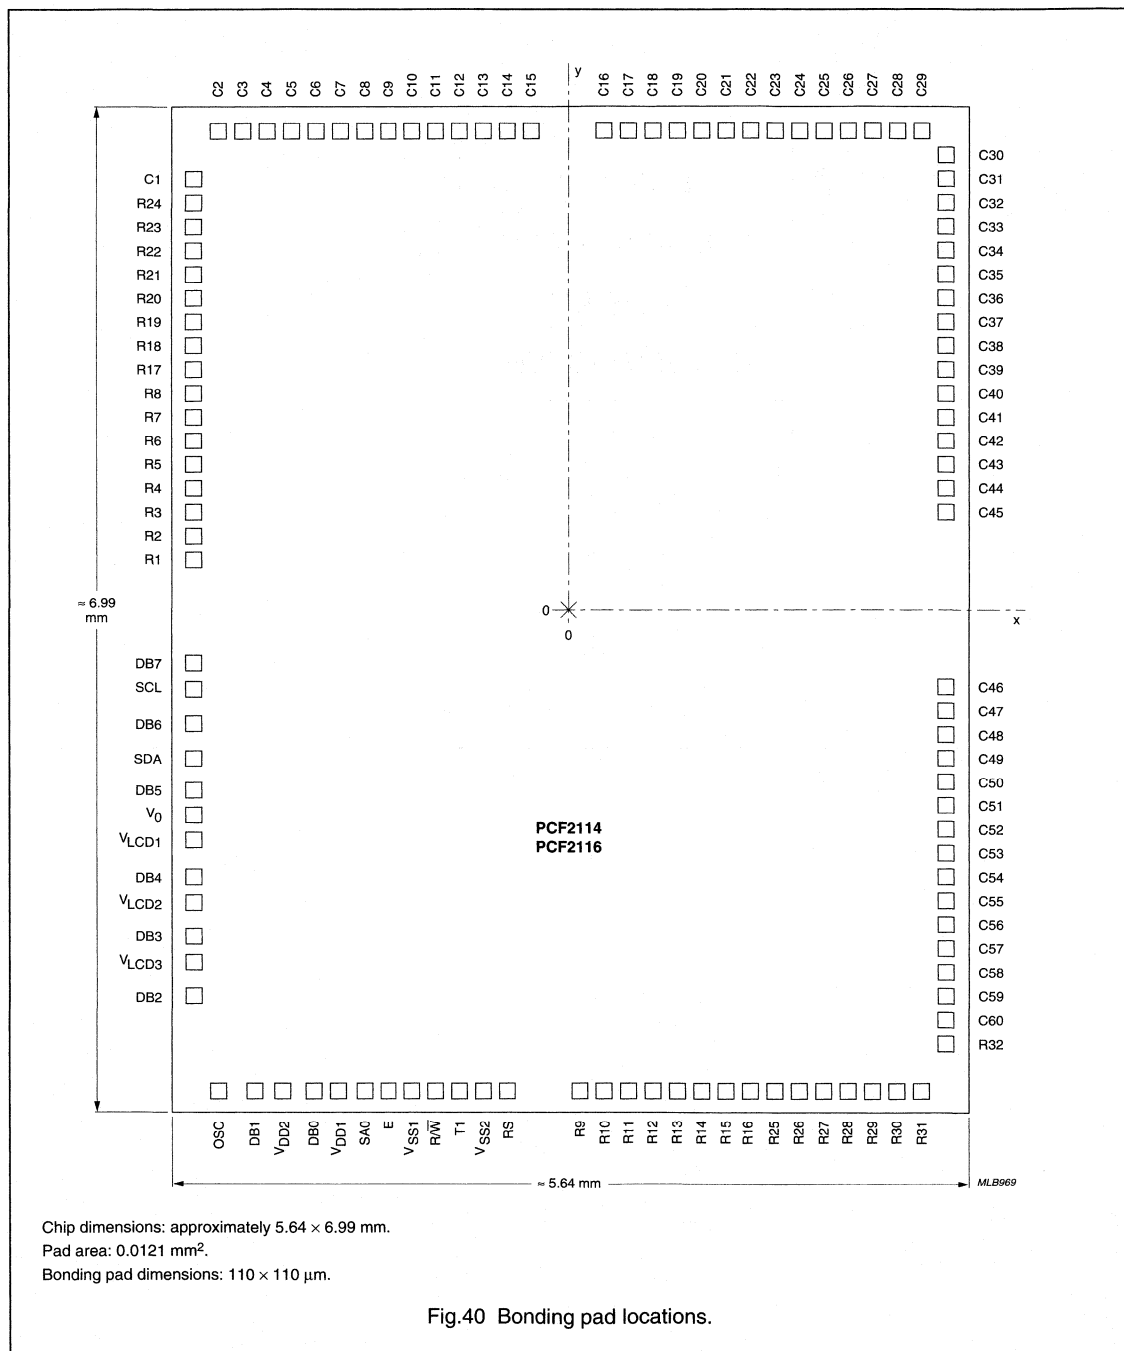 C2 C3 C4 C5 C6 C7 C8 C9 C10 C11 C12 C13 C14 C15 y C16 C17 C18 C19 C20 C21 C22 C23 C24 C25 C26 C27 C28 C29
C30
C1 C31
R24 C32
R23 C33
R22 C34
R21 C35
R20 C36
R19 C37
R18 C38
R17 C39
R8 C40
R7 C41
R6 C42
R5 C43
R4 C44
R3 C45
R2
R1
≈ 6.99
mm
0
0
x
DB7
SCL C46
C47
DB6
C48
SDA C49
DB5 C50
V0 C51
VLCD1 C52
C53
DB4 C54
VLCD2 C55
C56
DB3 C57
VLCD3 C58
DB2 C59
C60
R32
PCF2114
PCF2116
OSC DB1 VDD2 DB0 VDD1 SA0 E VSS1 R/W̅ T1 VSS2 RS R9 R10 R11 R12 R13 R14 R15 R16 R25 R26 R27 R28 R29 R30 R31
≈ 5.64 mm
MLB969
Chip dimensions: approximately 5.64 × 6.99 mm.
Pad area: 0.0121 mm².
Bonding pad dimensions: 110 × 110 µm.
Fig.40 Bonding pad locations.